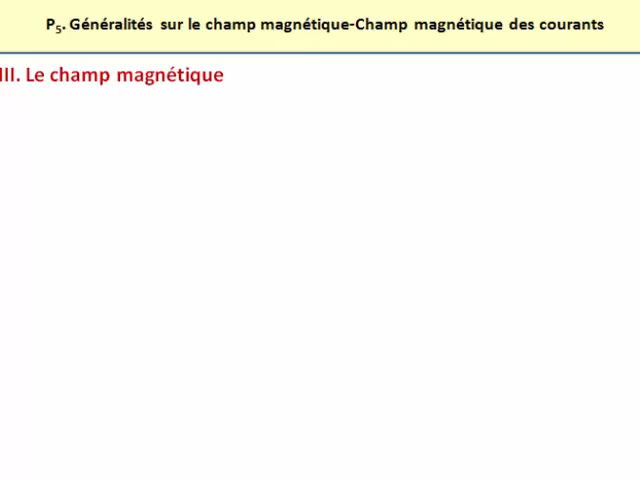 P₅. Généralités sur le champ magnétique-Champ magnétique des courants
III. Le champ magnétique